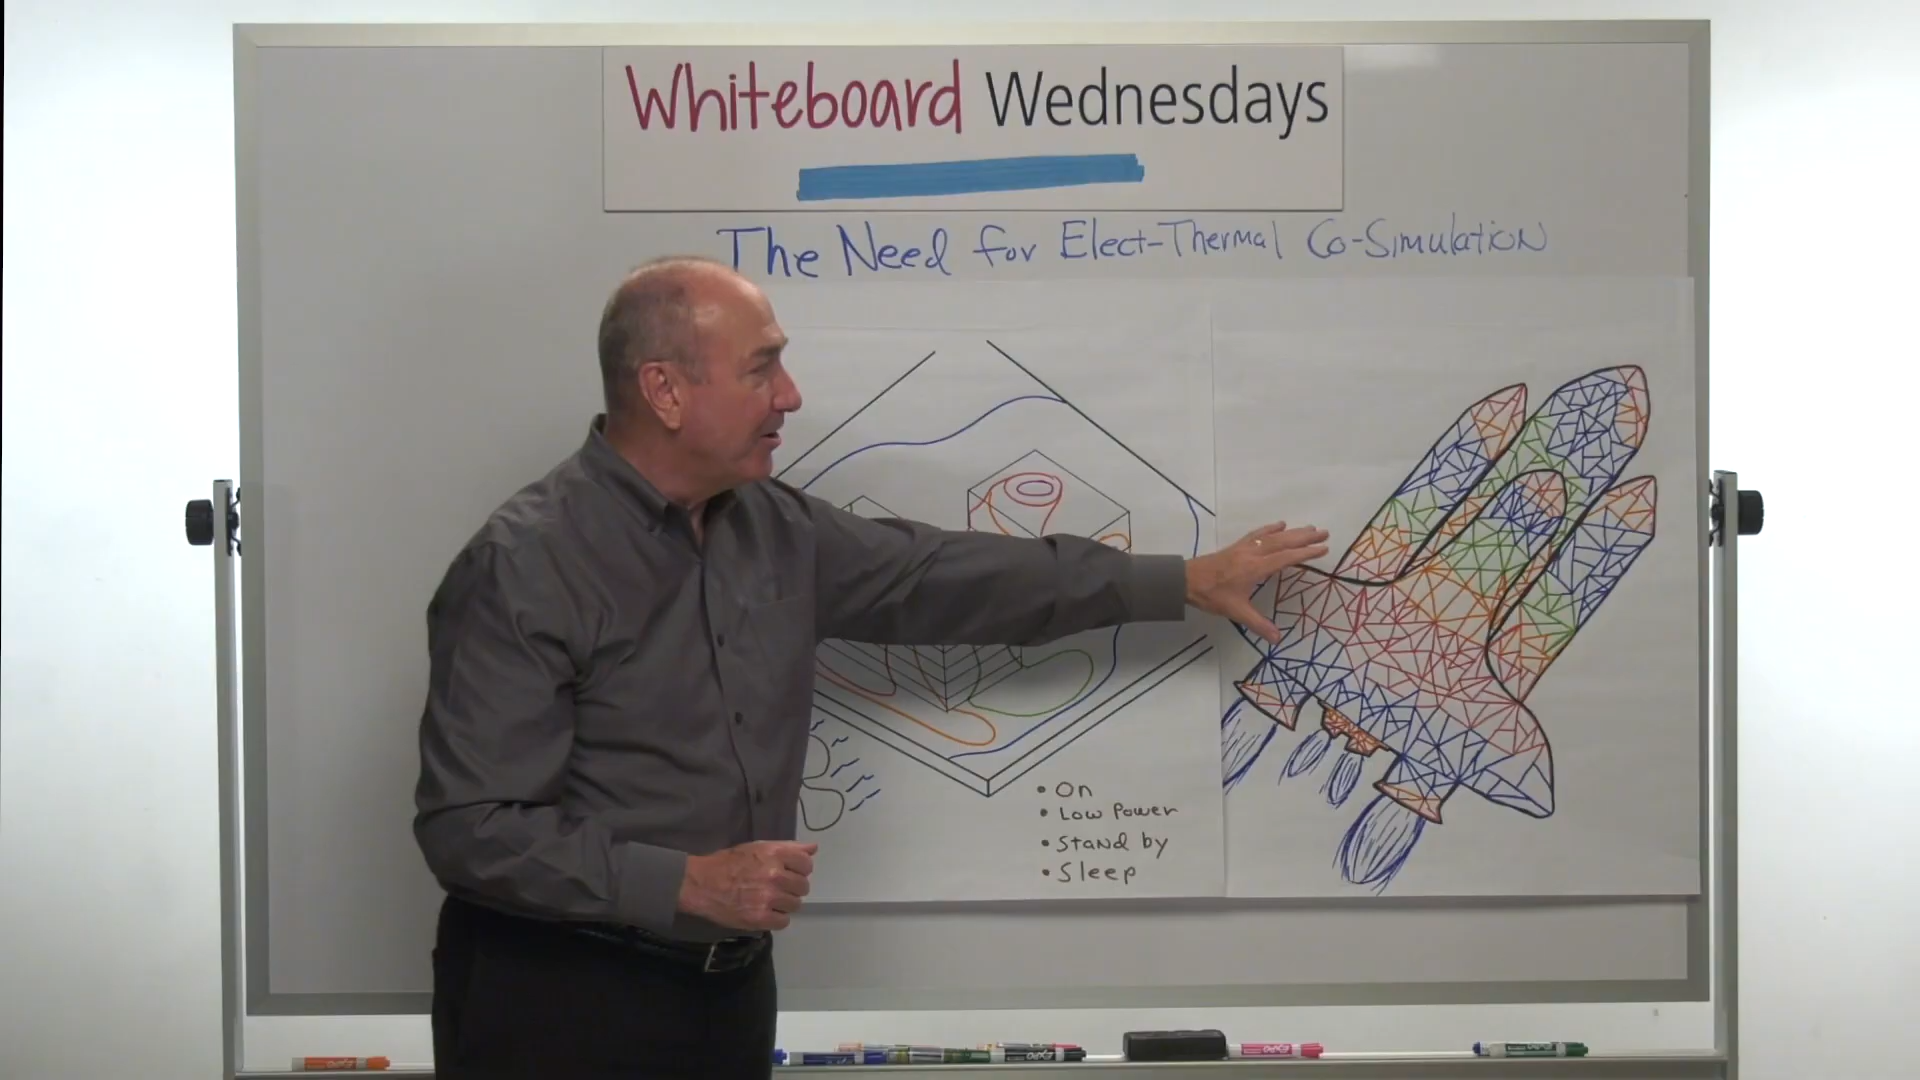 Whiteboard Wednesdays
The Need for Elect-Thermal Co-Simulation
• On
• Low Power
• Stand by
• Sleep